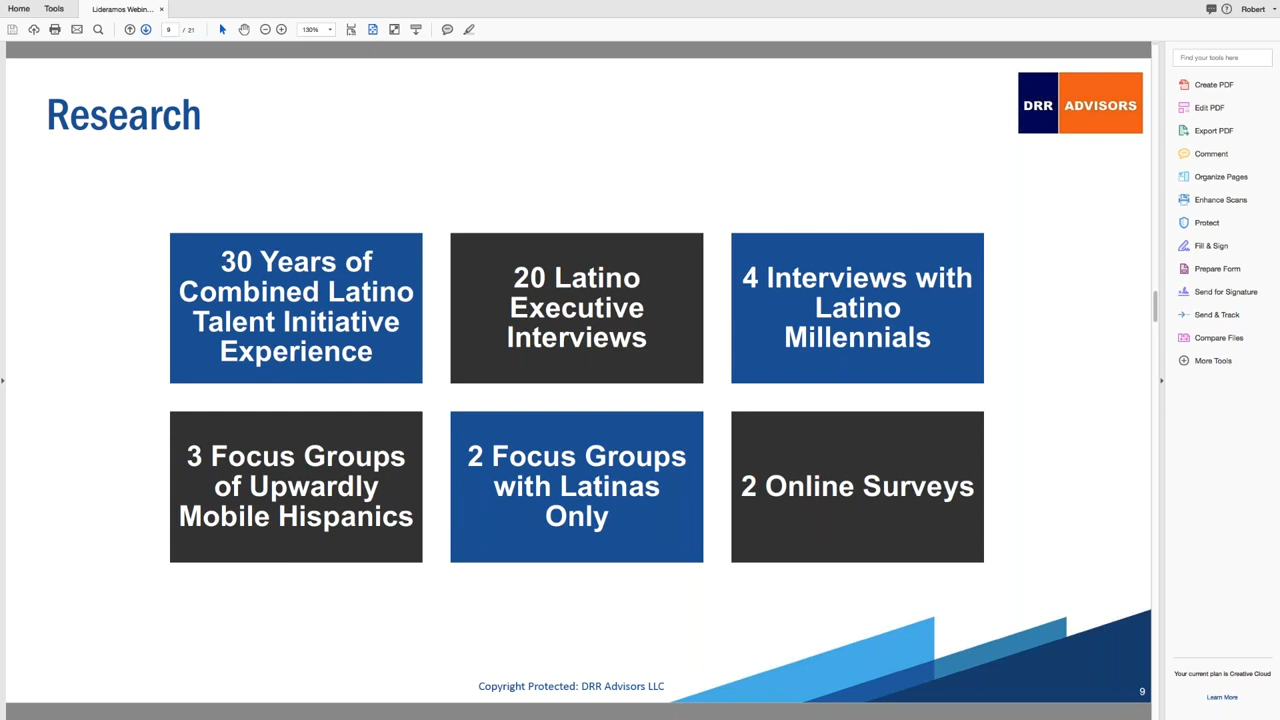 Home
Tools
Lideramos Webin... ×
Robert
9 / 21
130%
Research
DRR ADVISORS
30 Years of
Combined Latino
Talent Initiative
Experience
20 Latino
Executive
Interviews
4 Interviews with
Latino
Millennials
3 Focus Groups
of Upwardly
Mobile Hispanics
2 Focus Groups
with Latinas
Only
2 Online Surveys
Copyright Protected: DRR Advisors LLC
9
Find your tools here
Create PDF
Edit PDF
Export PDF
Comment
Organize Pages
Enhance Scans
Protect
Fill & Sign
Prepare Form
Send for Signature
Send & Track
Compare Files
More Tools
Your current plan is Creative Cloud
Learn More